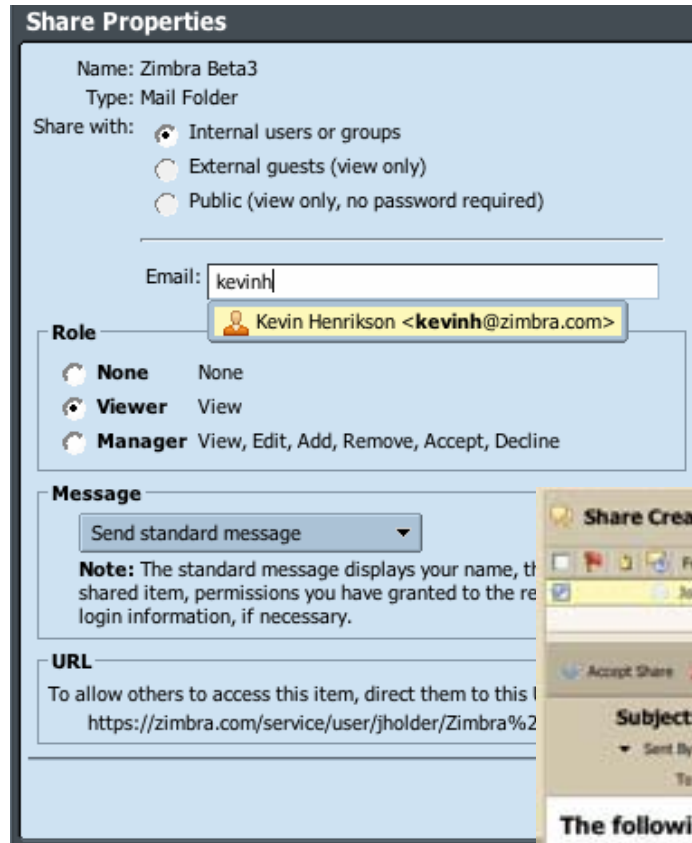 Share Properties
Name: Zimbra Beta3
Type: Mail Folder
Share with: Internal users or groups
External guests (view only)
Public (view only, no password required)
Email: kevinh
Kevin Henrikson <kevinh@zimbra.com>
Role
None None
Viewer View
Manager View, Edit, Add, Remove, Accept, Decline
Message
Send standard message
Note: The standard message displays your name, th
shared item, permissions you have granted to the re
login information, if necessary.
URL
To allow others to access this item, direct them to this
https://zimbra.com/service/user/jholder/Zimbra%2
Share Crea
Accept Share
Subject:
Sent By
To
The followi